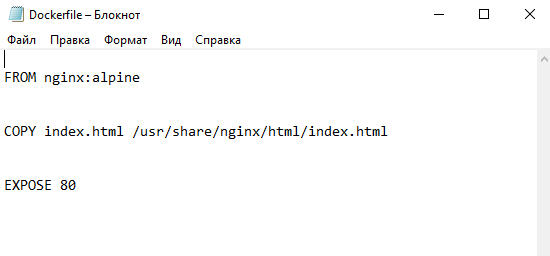 Dockerfile – Блокнот
Файл Правка Формат Вид Справка
FROM nginx:alpine
COPY index.html /usr/share/nginx/html/index.html
EXPOSE 80